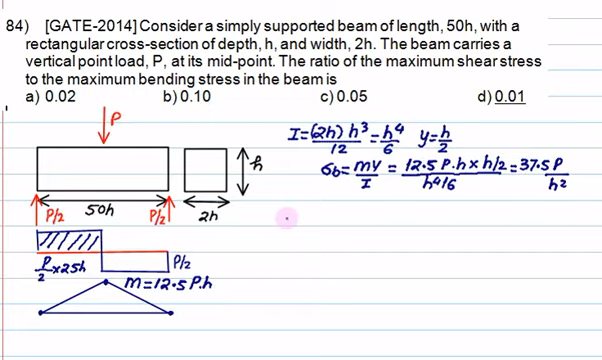 84) [GATE-2014] Consider a simply supported beam of length, 50h, with a
rectangular cross-section of depth, h, and width, 2h. The beam carries a
vertical point load, P, at its mid-point. The ratio of the maximum shear stress
to the maximum bending stress in the beam is
a) 0.02 b) 0.10 c) 0.05 d) 0.01
P
I = (2h) h³/12 = h⁴/6 y = h/2
σb = my/I = 12.5 P.h × h/2 / h⁴/6 = 37.5 P/h²
h
P/2 50h P/2 2h
P/2 × 25h P/2
m = 12.5 P.h